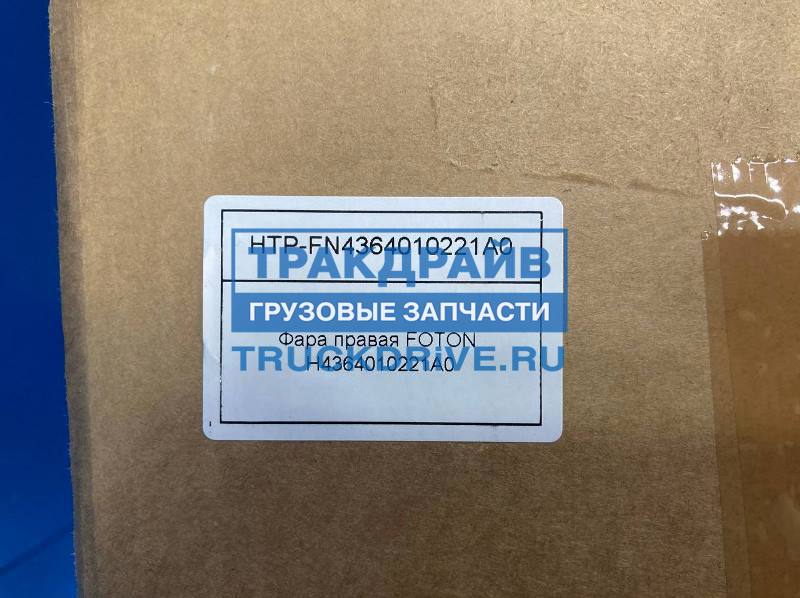 HTP-FN4364010221A0
ТРАКДРАЙВ
ГРУЗОВЫЕ ЗАПЧАСТИ
Фара правая FOTON
TRUCKDRiVE.RU
H4364010221A0